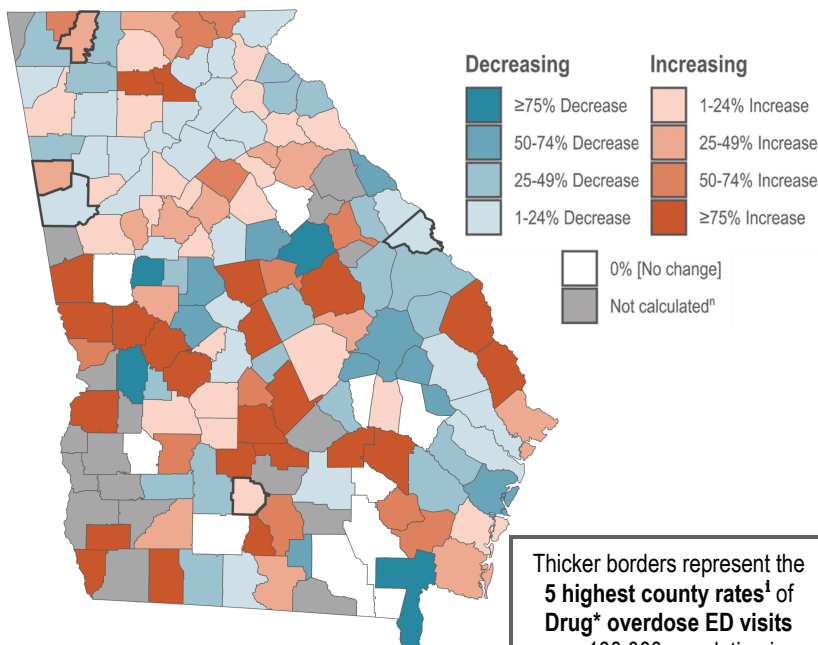 Decreasing
≥75% Decrease
50-74% Decrease
25-49% Decrease
1-24% Decrease
Increasing
1-24% Increase
25-49% Increase
50-74% Increase
≥75% Increase
0% [No change]
Not calculatedⁿ
Thicker borders represent the
5 highest county rates¹ of
Drug* overdose ED visits